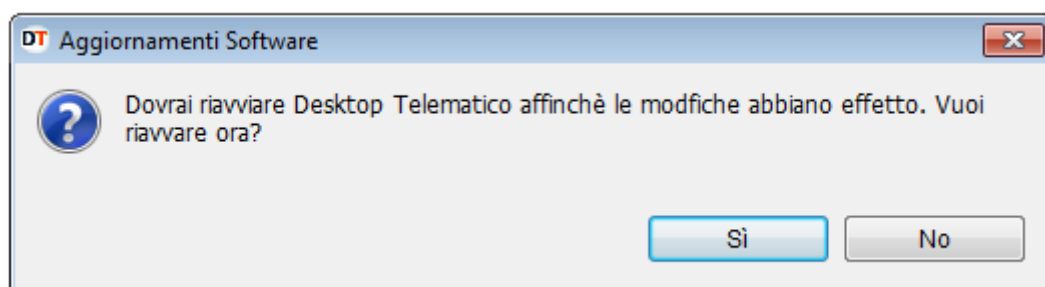 DT Aggiornamenti Software
Dovrai riavviare Desktop Telematico affinchè le modfiche abbiano effetto. Vuoi
riavvare ora?
Sì
No